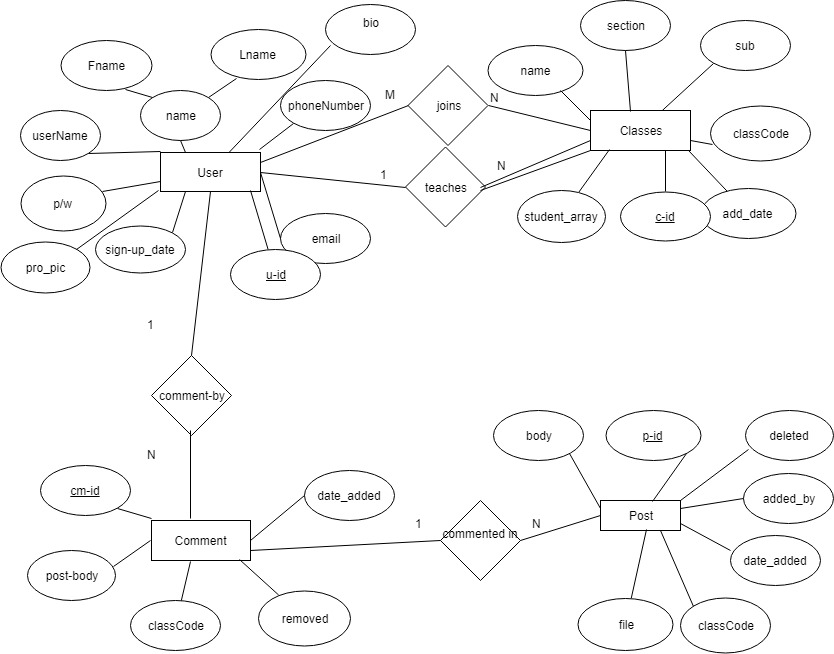 bio
section
Lname
sub
Fname
name
M
N
phoneNumber
joins
name
userName
Classes
classCode
User
1
N
teaches
p/w
student_array
c-id
add_date
sign-up_date
email
pro_pic
u-id
1
comment-by
N
body
p-id
deleted
cm-id
date_added
added_by
1
N
Post
commented in
Comment
date_added
post-body
classCode
removed
file
classCode